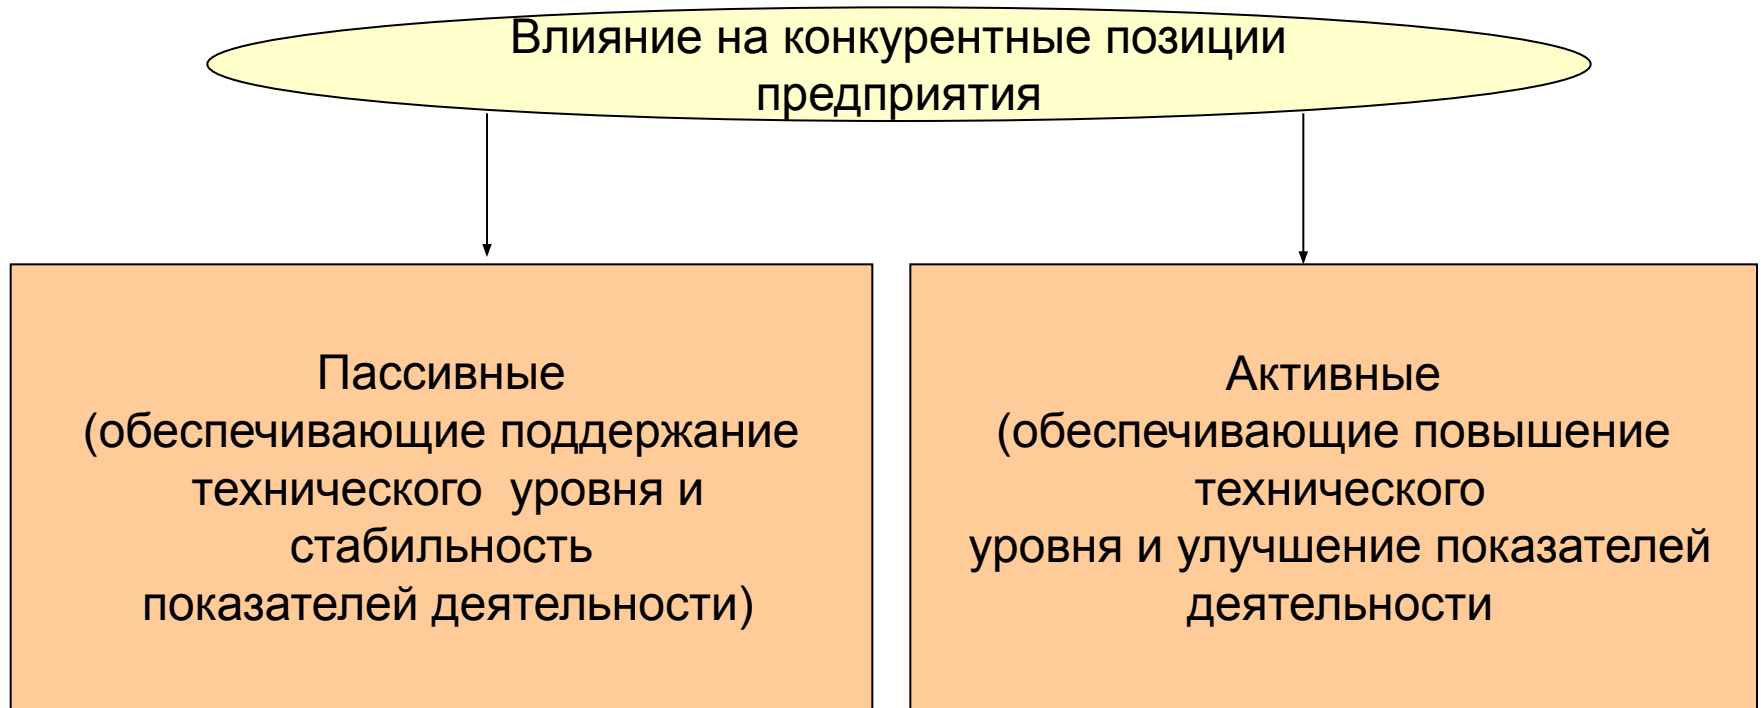 Влияние на конкурентные позиции
предприятия
Пассивные
(обеспечивающие поддержание
технического уровня и
стабильность
показателей деятельности)
Активные
(обеспечивающие повышение
технического
уровня и улучшение показателей
деятельности